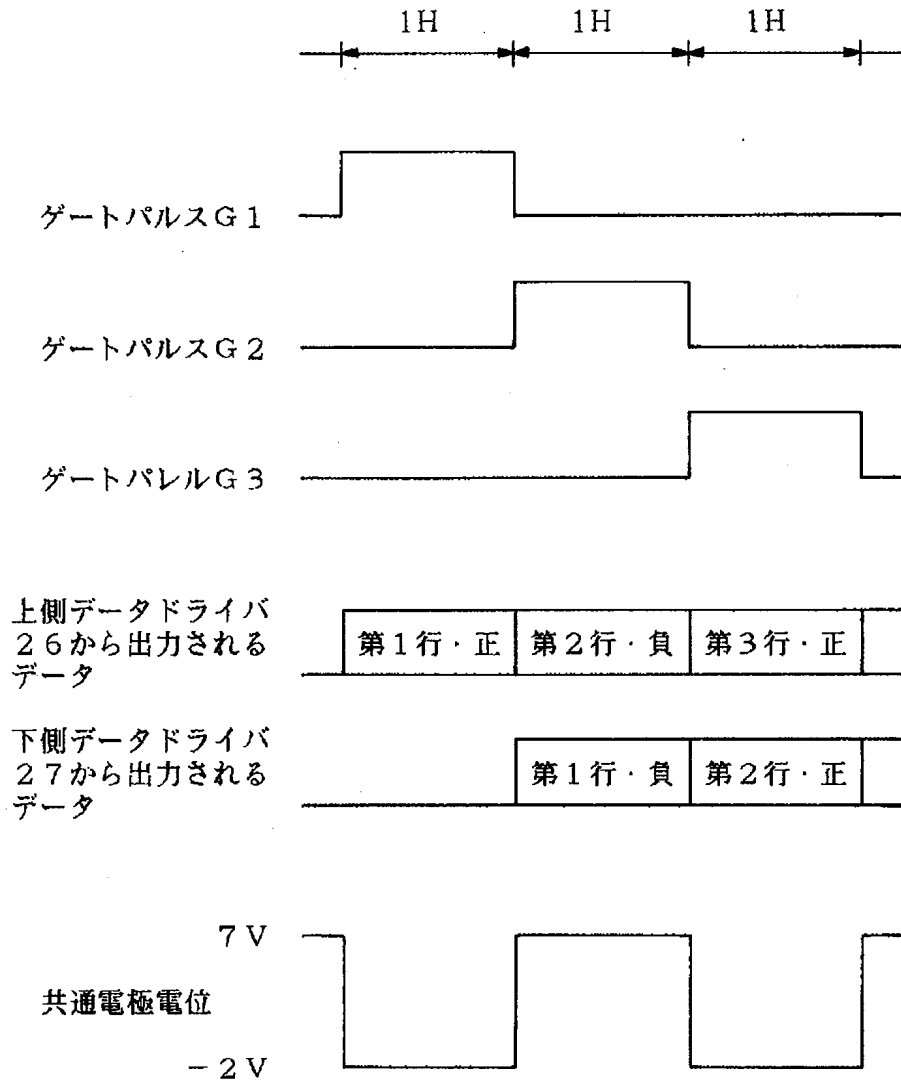 1H 1H 1H
ゲートパルスG1
ゲートパルスG2
ゲートパレルG3
上側データドライバ
26から出力される
データ
第1行・正 第2行・負 第3行・正
下側データドライバ
27から出力される
データ
第1行・負 第2行・正
7V
共通電極電位
-2V